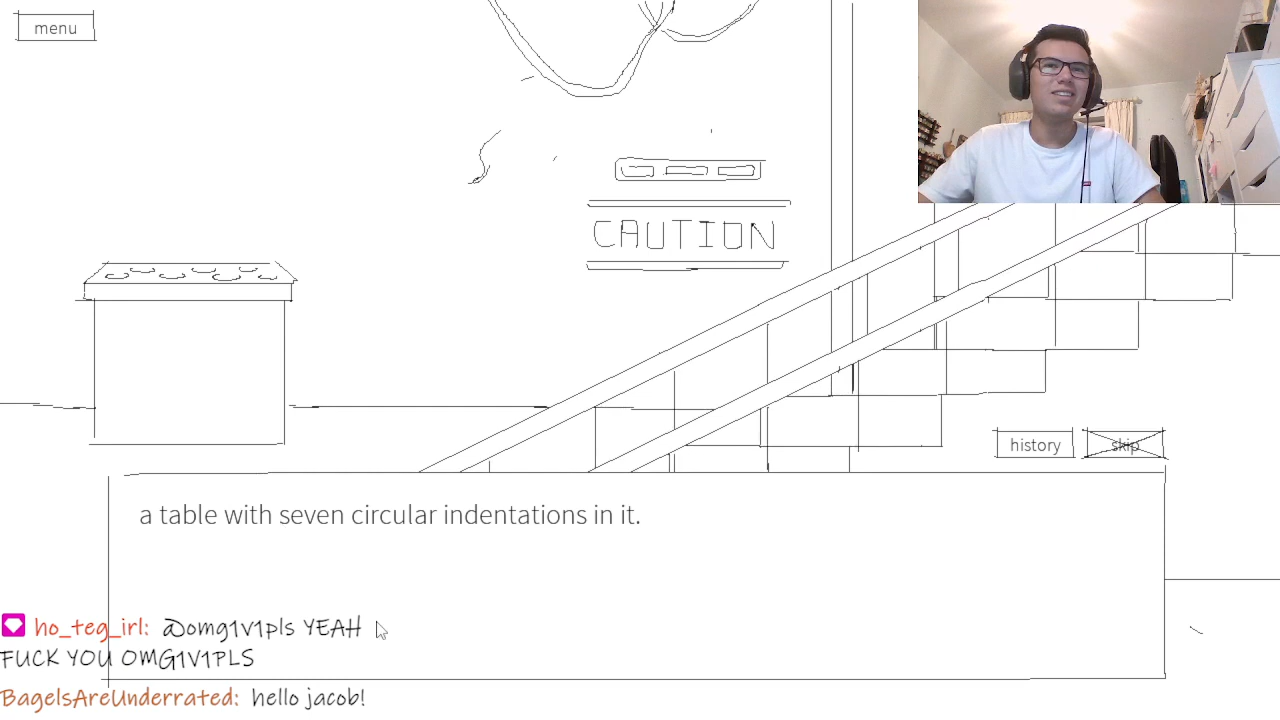 menu
CAUTION
history
skip
a table with seven circular indentations in it.
ho_teg_irl: @omg1v1pls YEAH
FUCK YOU OMG1V1PLS
BagelsAreUnderrated: hello jacob!